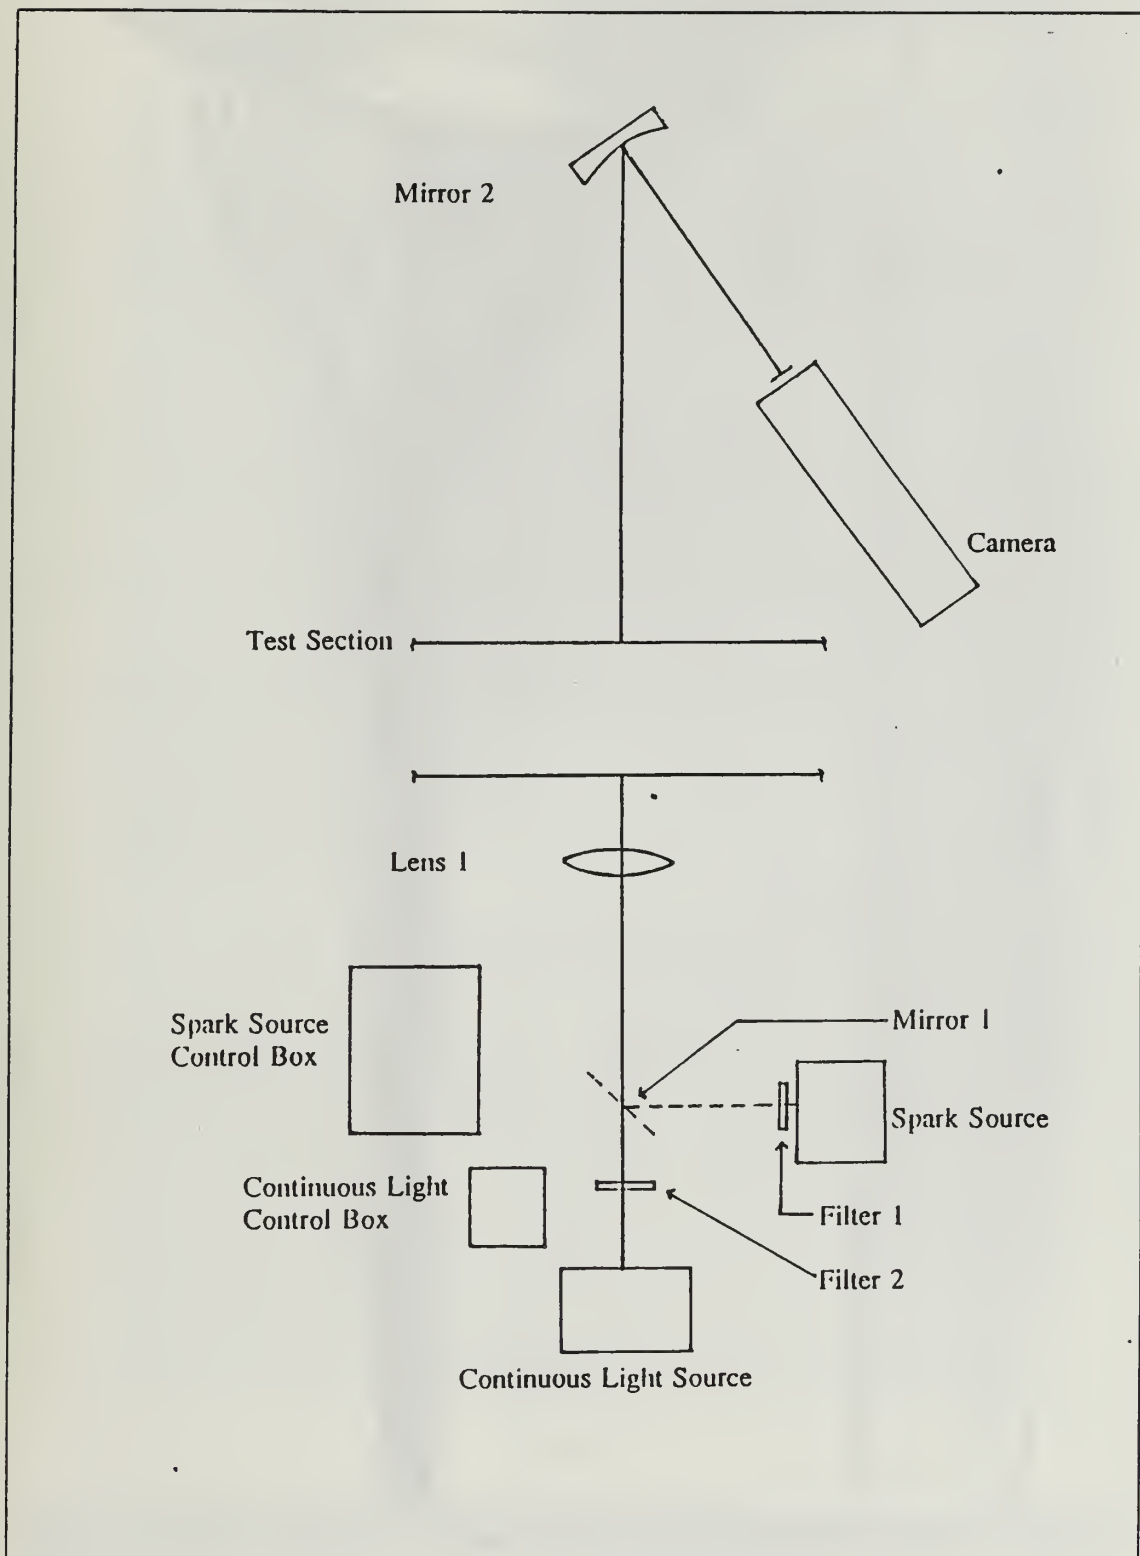 Mirror 2
Camera
Test Section
Lens 1
Spark Source
Control Box
Mirror 1
Spark Source
Continuous Light
Control Box
Filter 1
Filter 2
Continuous Light Source